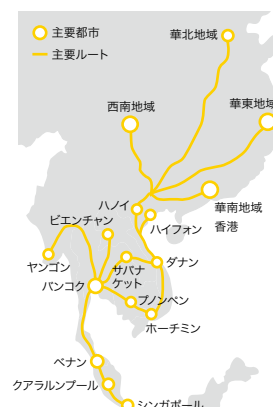 主要都市
主要ルート
華北地域
西南地域
華東地域
華南地域
香港
ハノイ
ハイフォン
ビエンチャン
ヤンゴン
サバナ
ケット
ダナン
バンコク
プノンペン
ホーチミン
ペナン
クアラルンプール
シンガポール